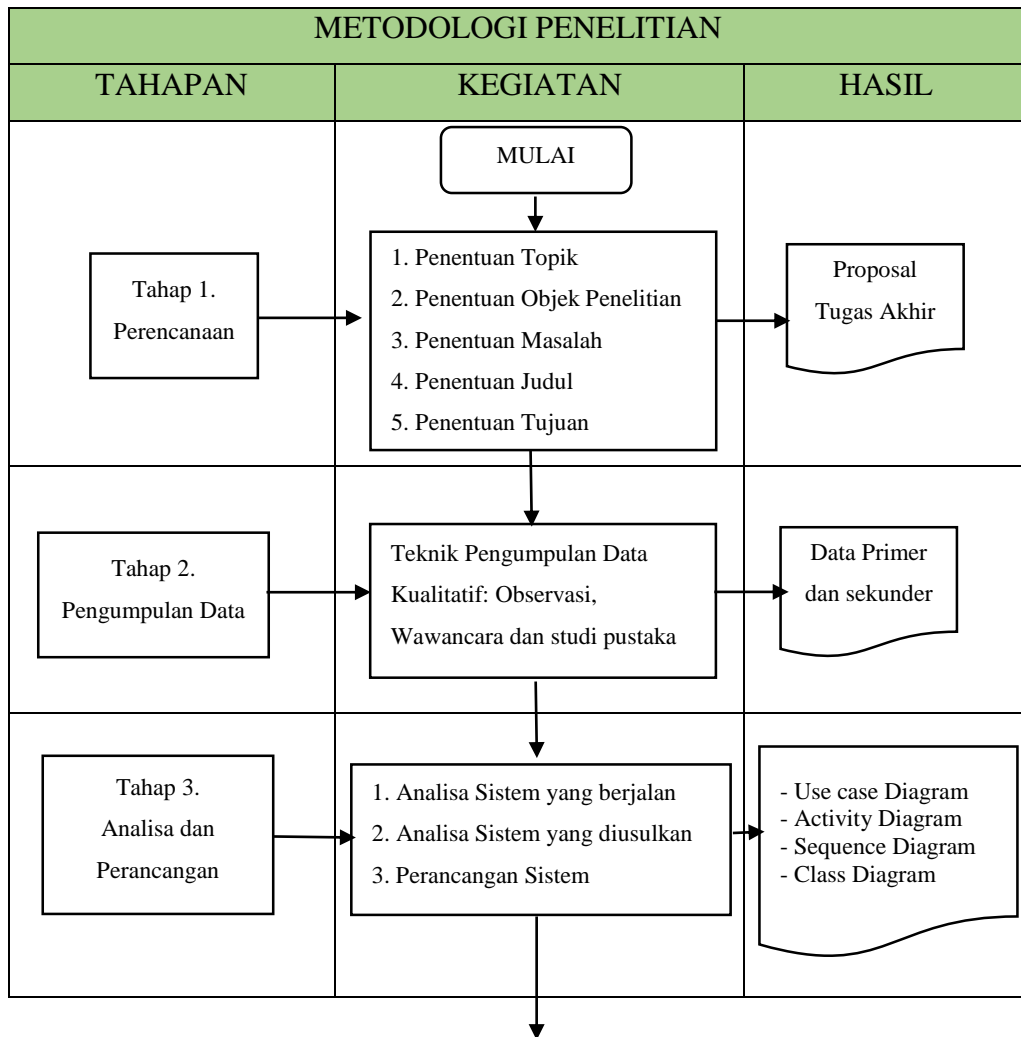 METODOLOGI PENELITIAN
TAHAPAN
KEGIATAN
HASIL
MULAI
Tahap 1.
Perencanaan
1. Penentuan Topik
2. Penentuan Objek Penelitian
3. Penentuan Masalah
4. Penentuan Judul
5. Penentuan Tujuan
Proposal
Tugas Akhir
Tahap 2.
Pengumpulan Data
Teknik Pengumpulan Data
Kualitatif: Observasi,
Wawancara dan studi pustaka
Data Primer
dan sekunder
Tahap 3.
Analisa dan
Perancangan
1. Analisa Sistem yang berjalan
2. Analisa Sistem yang diusulkan
3. Perancangan Sistem
- Use case Diagram
- Activity Diagram
- Sequence Diagram
- Class Diagram